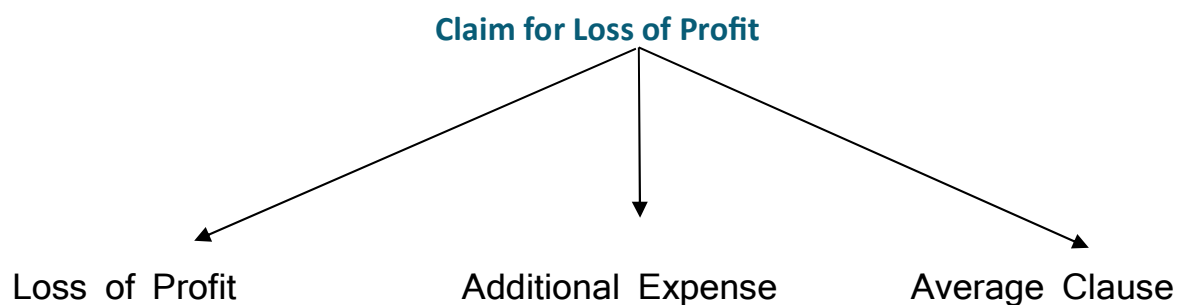 Claim for Loss of Profit
Loss of Profit Additional Expense Average Clause